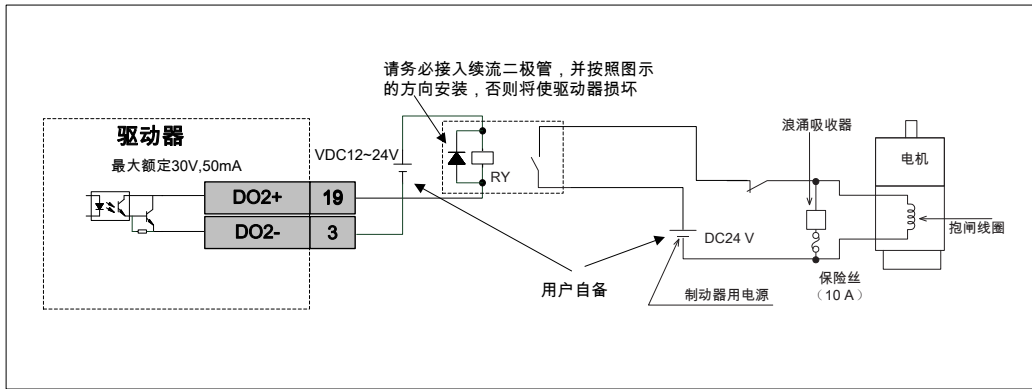 请务必接入续流二极管，并按照图示
的方向安装，否则将使驱动器损坏
驱动器
最大额定30V,50mA
VDC12~24V
RY
浪涌吸收器
电机
DO2+ 19
DO2- 3
DC24 V
抱闸线圈
用户自备
制动器用电源
保险丝
（10 A）